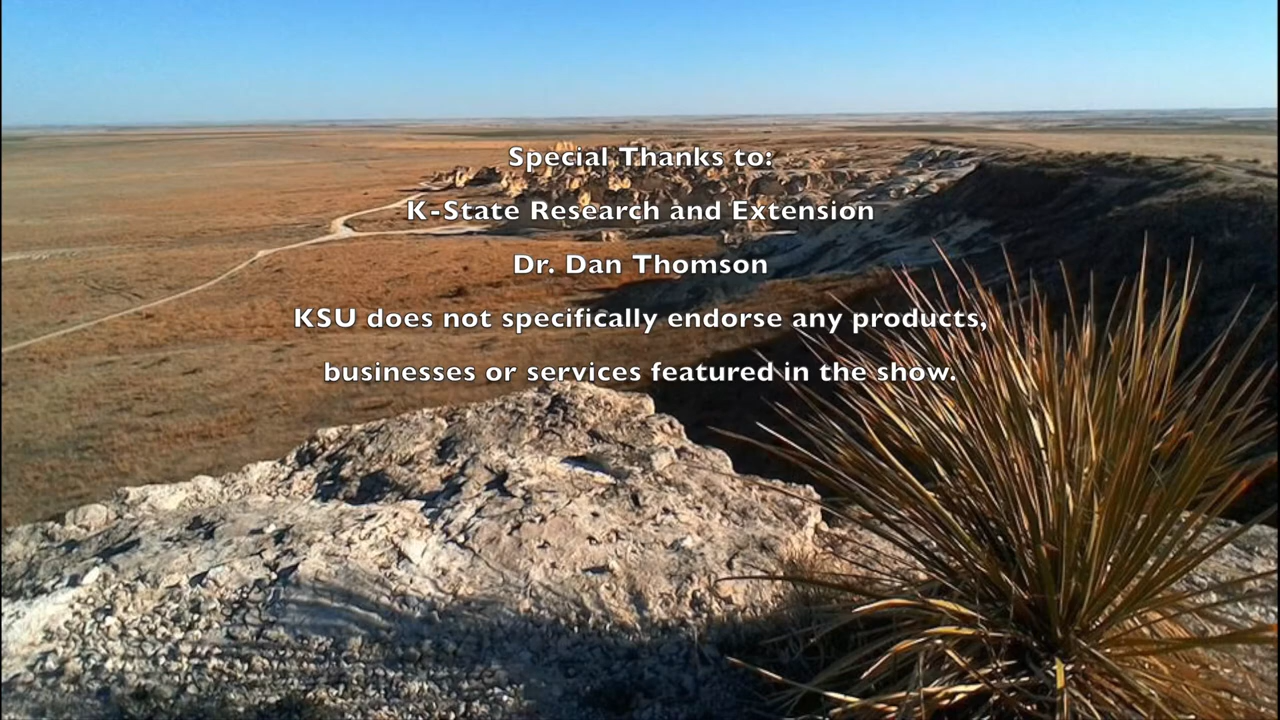 Special Thanks to:
K-State Research and Extension
Dr. Dan Thomson
KSU does not specifically endorse any products,
businesses or services featured in the show.